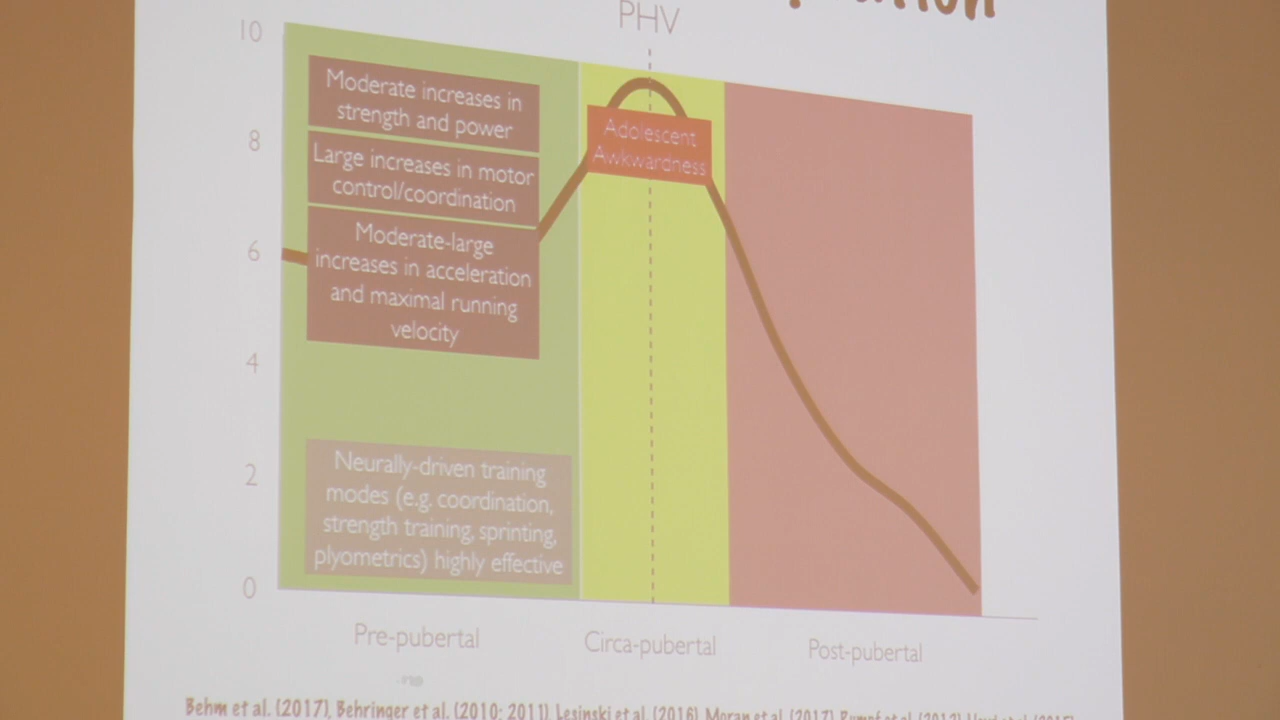 PHV
10
8
6
4
2
0
Moderate increases in
strength and power
Large increases in motor
control/coordination
Moderate-large
increases in acceleration
and maximal running
velocity
Neurally-driven training
modes (e.g. coordination,
strength training, sprinting,
plyometrics) highly effective
Adolescent
Awkwardness
Pre-pubertal
Circa-pubertal
Post-pubertal
Behm et al. (2017), Behringer et al. (2010; 2011), Lesinski et al. (2016), Moran et al. (2017)